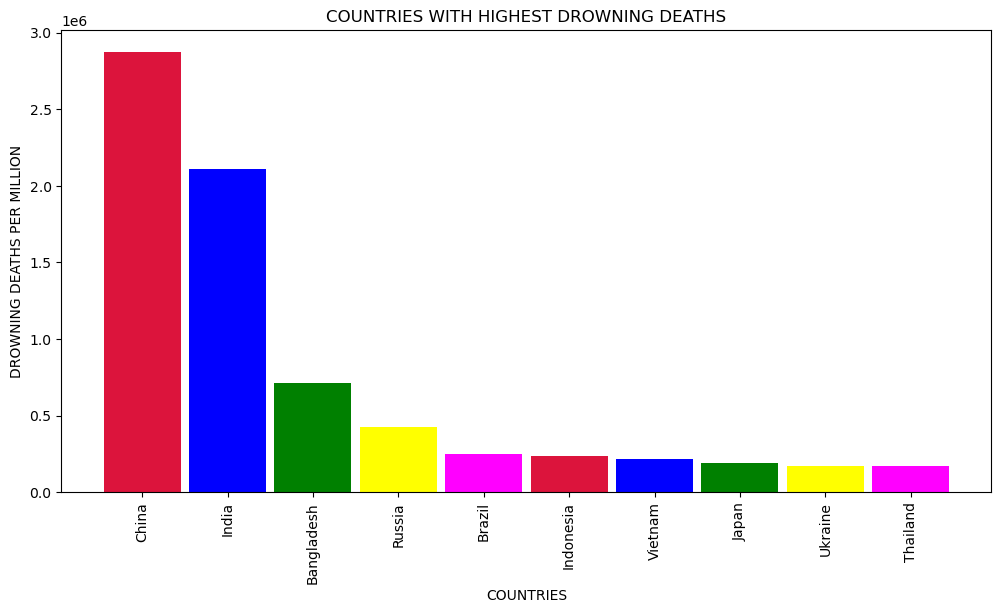 COUNTRIES WITH HIGHEST DROWNING DEATHS
1e6
3.0
2.5
2.0
1.5
1.0
0.5
0.0
DROWNING DEATHS PER MILLION
China
India
Bangladesh
Russia
Brazil
Indonesia
Vietnam
Japan
Ukraine
Thailand
COUNTRIES